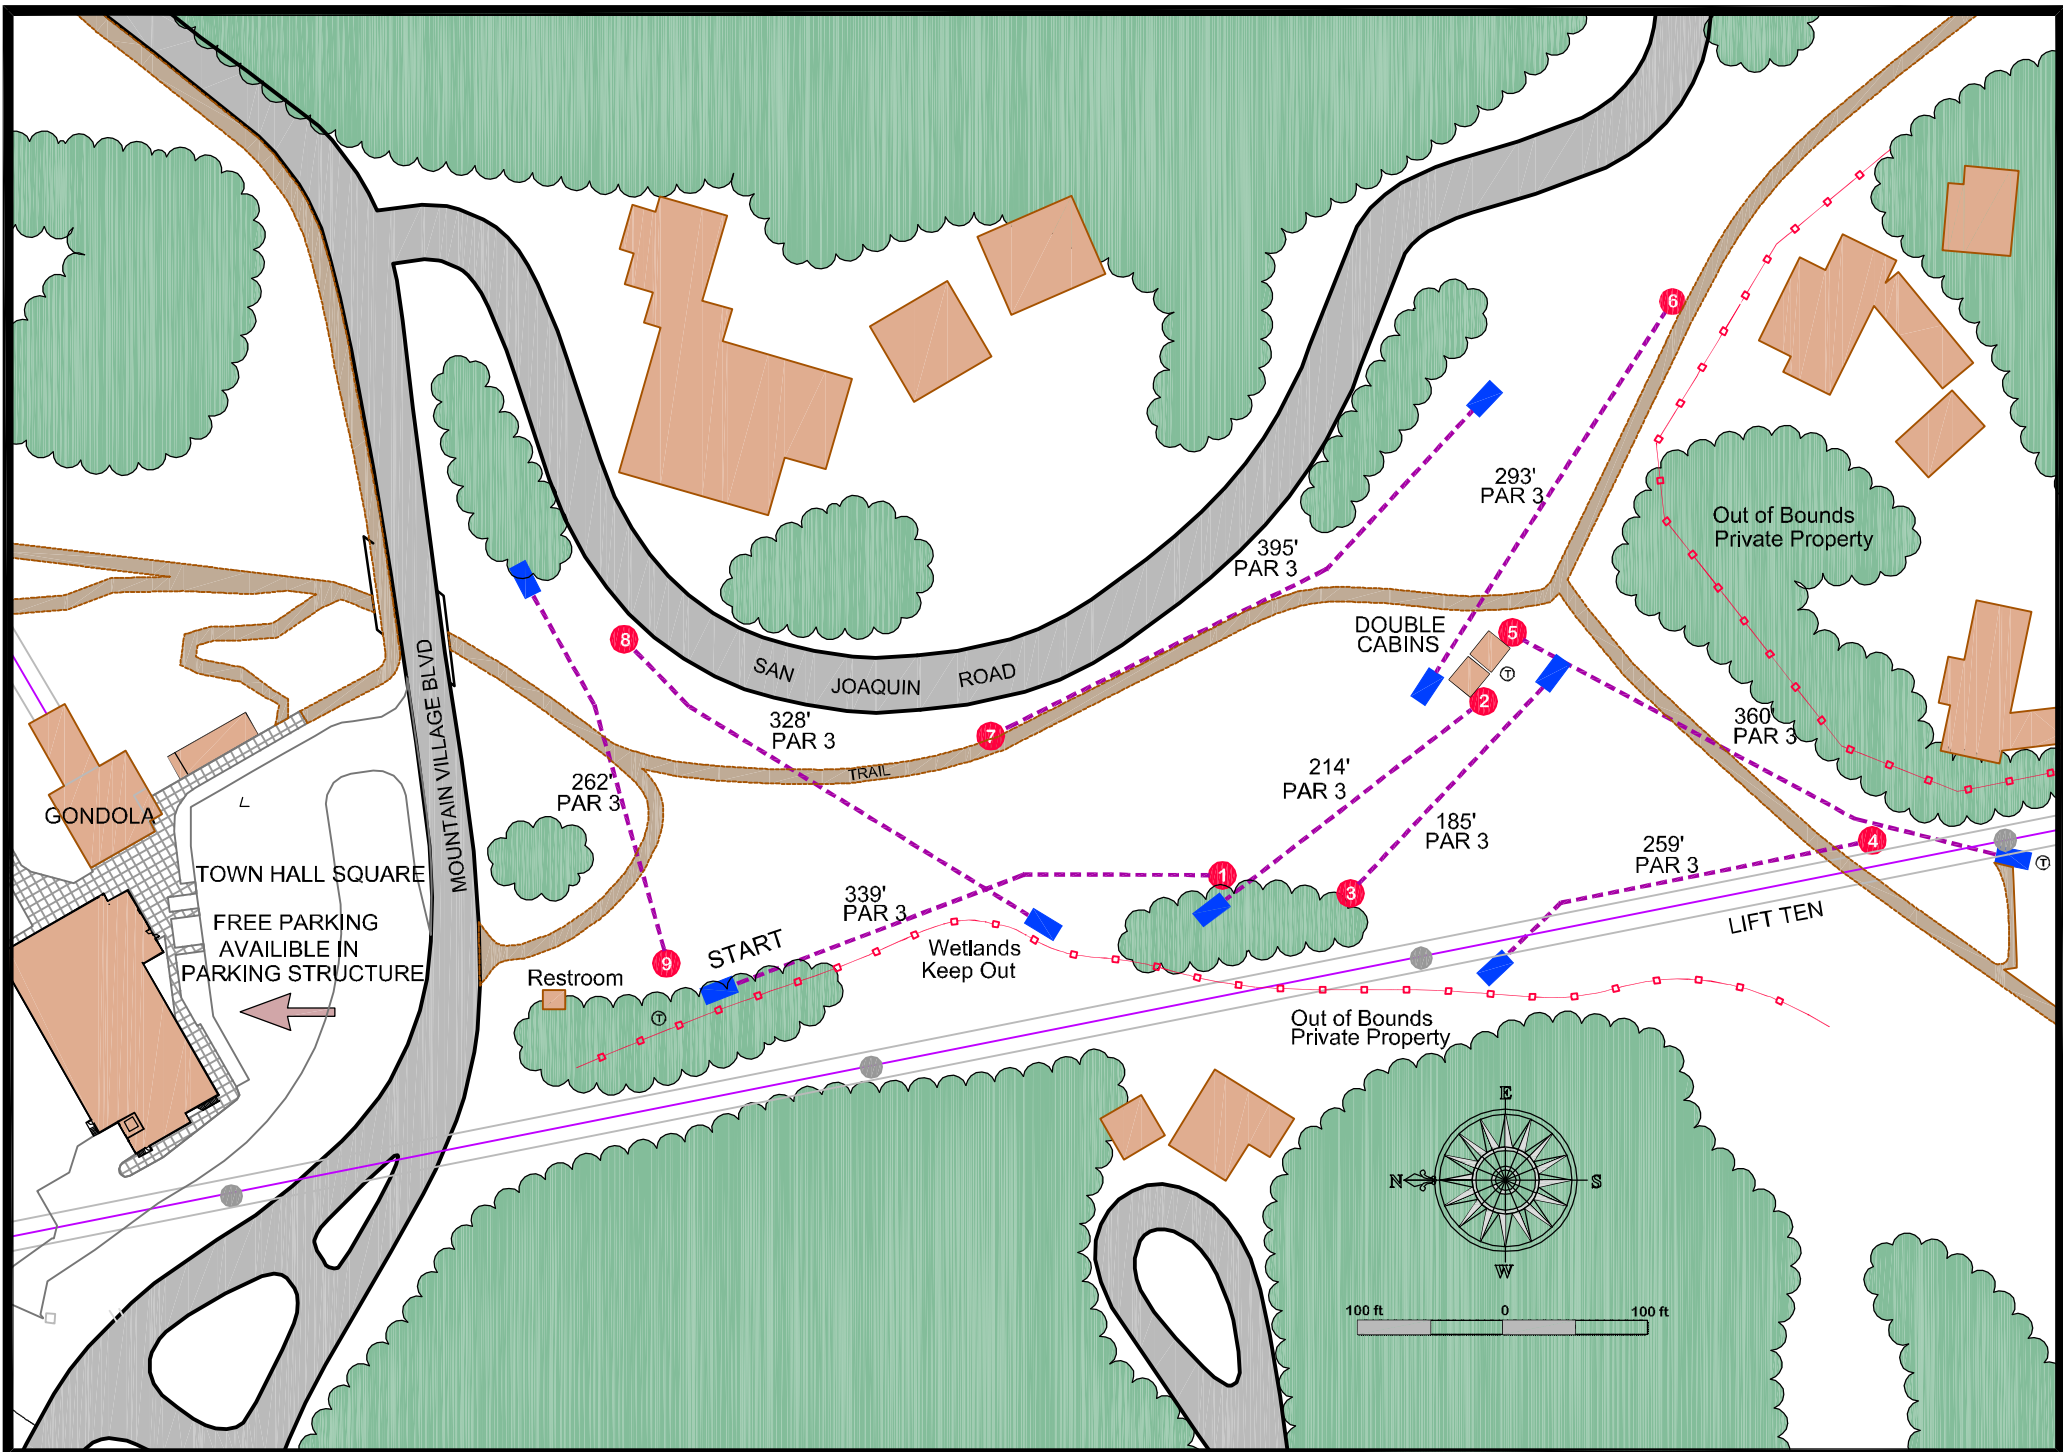 6
293'
PAR 3
Out of Bounds
Private Property
395'
PAR 3
DOUBLE
CABINS
5
8
SAN JOAQUIN ROAD
T
2
7
328'
PAR 3
360'
PAR 3
TRAIL
262'
PAR 3
214'
PAR 3
MOUNTAIN VILLAGE BLVD
GONDOLA
185'
PAR 3
259'
PAR 3
4
T
TOWN HALL SQUARE
1
3
339'
PAR 3
FREE PARKING
AVAILIBLE IN
PARKING STRUCTURE
LIFT TEN
START
Wetlands
Keep Out
9
Restroom
T
Out of Bounds
Private Property
E
N
S
W
100 ft 0 100 ft